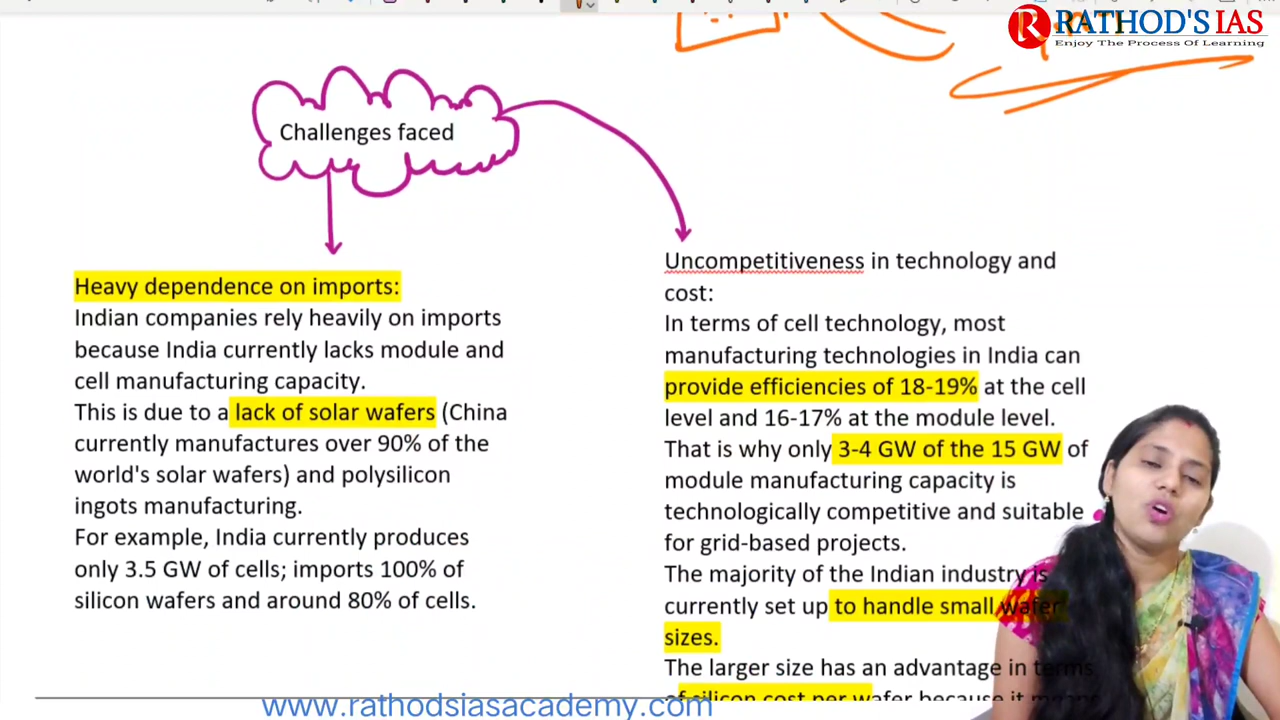 RATHOD'S IAS
Enjoy The Process Of Learning
Challenges faced
Heavy dependence on imports:
Indian companies rely heavily on imports
because India currently lacks module and
cell manufacturing capacity.
This is due to a lack of solar wafers (China
currently manufactures over 90% of the
world's solar wafers) and polysilicon
ingots manufacturing.
For example, India currently produces
only 3.5 GW of cells; imports 100% of
silicon wafers and around 80% of cells.
Uncompetitiveness in technology and
cost:
In terms of cell technology, most
manufacturing technologies in India can
provide efficiencies of 18-19% at the cell
level and 16-17% at the module level.
That is why only 3-4 GW of the 15 GW of
module manufacturing capacity is
technologically competitive and suitable
for grid-based projects.
The majority of the Indian industry is
currently set up to handle small wafer
sizes.
The larger size has an advantage in terms
of silicon cost per wafer because it means
www.rathodsiasacademy.com